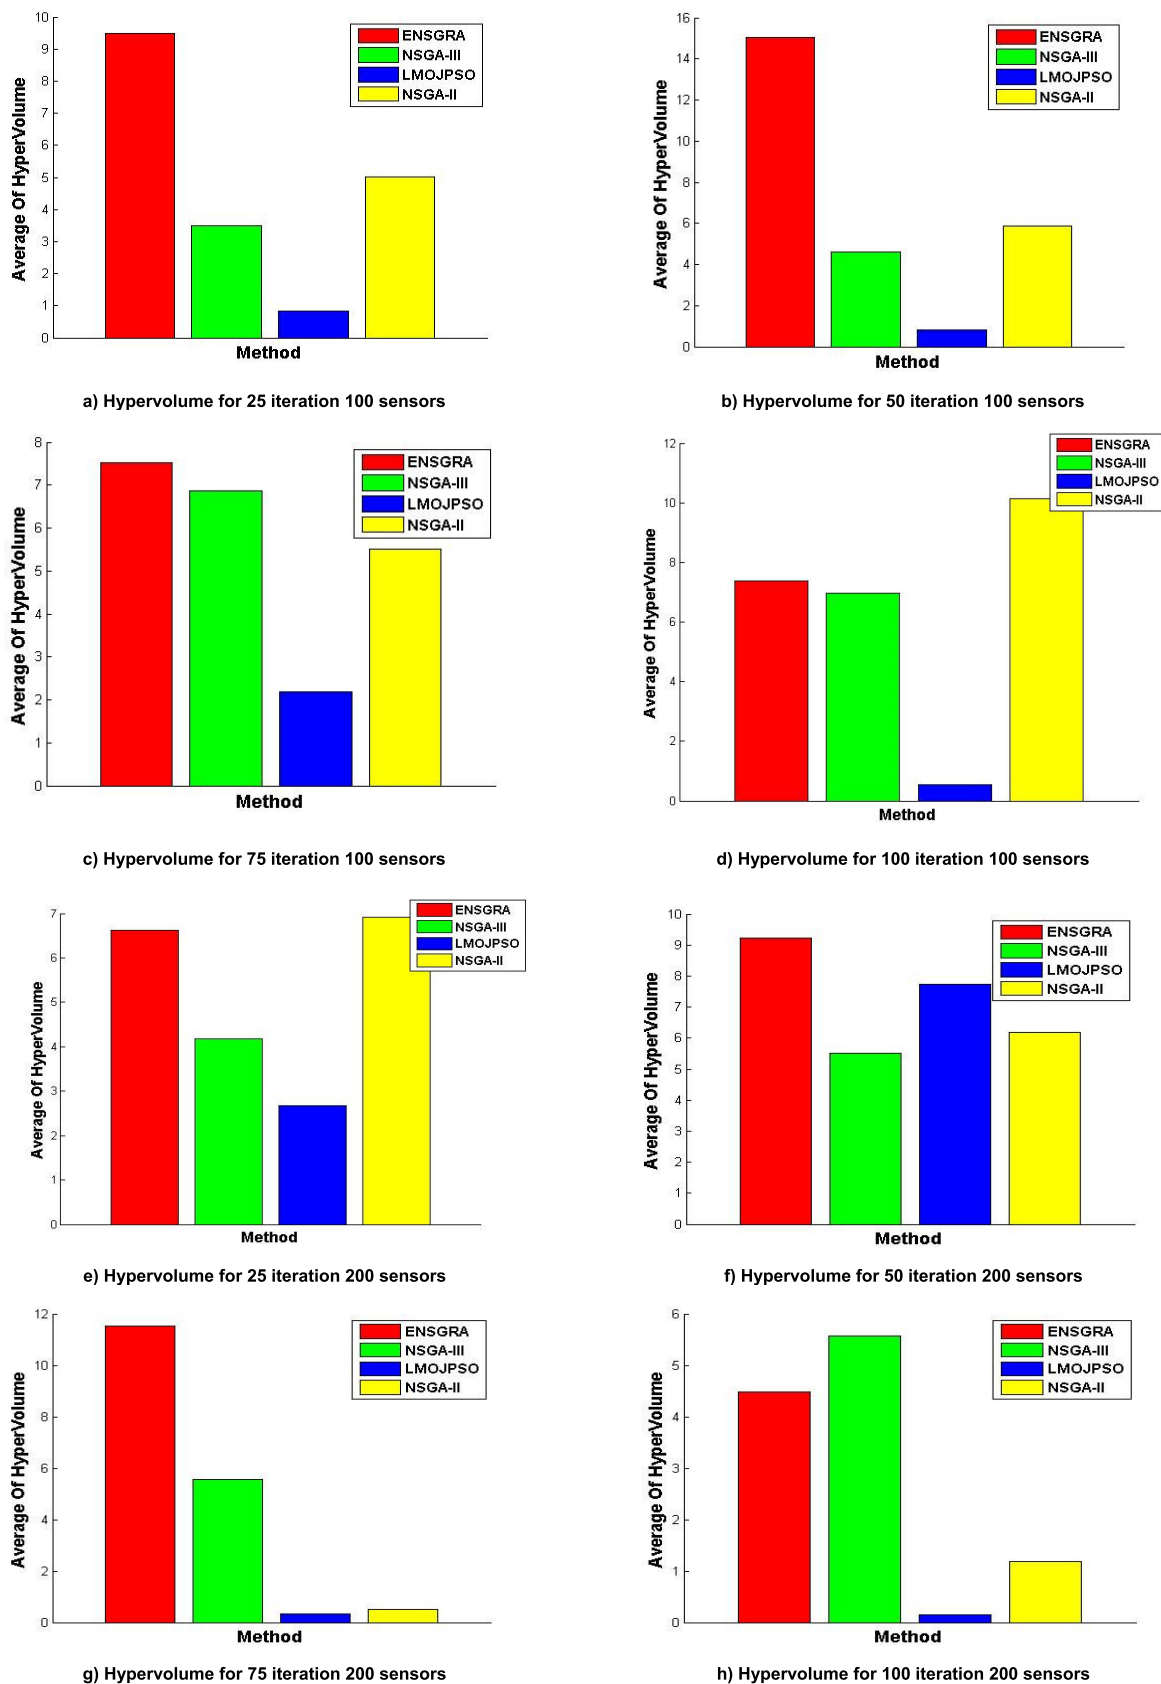 10
9
8
7
6
5
4
3
2
1
0
Average Of HyperVolume
Method
ENSGRA
NSGA-III
LMOJPSO
NSGA-II
a) Hypervolume for 25 iteration 100 sensors
16
14
12
10
8
6
4
2
0
Average Of HyperVolume
Method
ENSGRA
NSGA-III
LMOJPSO
NSGA-II
b) Hypervolume for 50 iteration 100 sensors
8
7
6
5
4
3
2
1
0
Average Of HyperVolume
Method
ENSGRA
NSGA-III
LMOJPSO
NSGA-II
c) Hypervolume for 75 iteration 100 sensors
12
10
8
6
4
2
0
Average Of HyperVolume
Method
ENSGRA
NSGA-III
LMOJPSO
NSGA-II
d) Hypervolume for 100 iteration 100 sensors
7
6
5
4
3
2
1
0
Average Of HyperVolume
Method
ENSGRA
NSGA-III
LMOJPSO
NSGA-II
e) Hypervolume for 25 iteration 200 sensors
10
9
8
7
6
5
4
3
2
1
0
Average Of HyperVolume
Method
ENSGRA
NSGA-III
LMOJPSO
NSGA-II
f) Hypervolume for 50 iteration 200 sensors
12
10
8
6
4
2
0
Average Of HyperVolume
Method
ENSGRA
NSGA-III
LMOJPSO
NSGA-II
g) Hypervolume for 75 iteration 200 sensors
6
5
4
3
2
1
0
Average Of HyperVolume
Method
ENSGRA
NSGA-III
LMOJPSO
NSGA-II
h) Hypervolume for 100 iteration 200 sensors